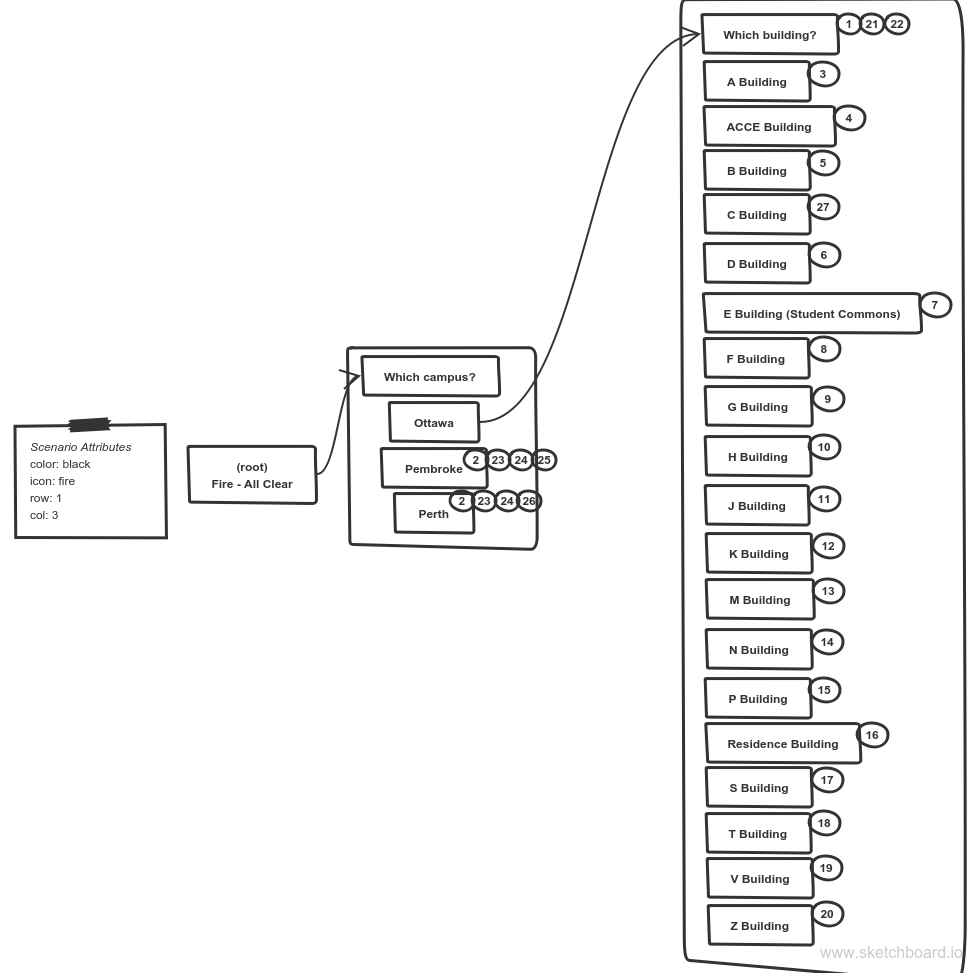 Scenario Attributes
color: black
icon: fire
row: 1
col: 3
(root)
Fire - All Clear
Which campus?
Ottawa
Pembroke 2 23 24 25
Perth 2 23 24 26
Which building? 1 21 22
A Building 3
ACCE Building 4
B Building 5
C Building 27
D Building 6
E Building (Student Commons) 7
F Building 8
G Building 9
H Building 10
J Building 11
K Building 12
M Building 13
N Building 14
P Building 15
Residence Building 16
S Building 17
T Building 18
V Building 19
Z Building 20
www.sketchboard.io